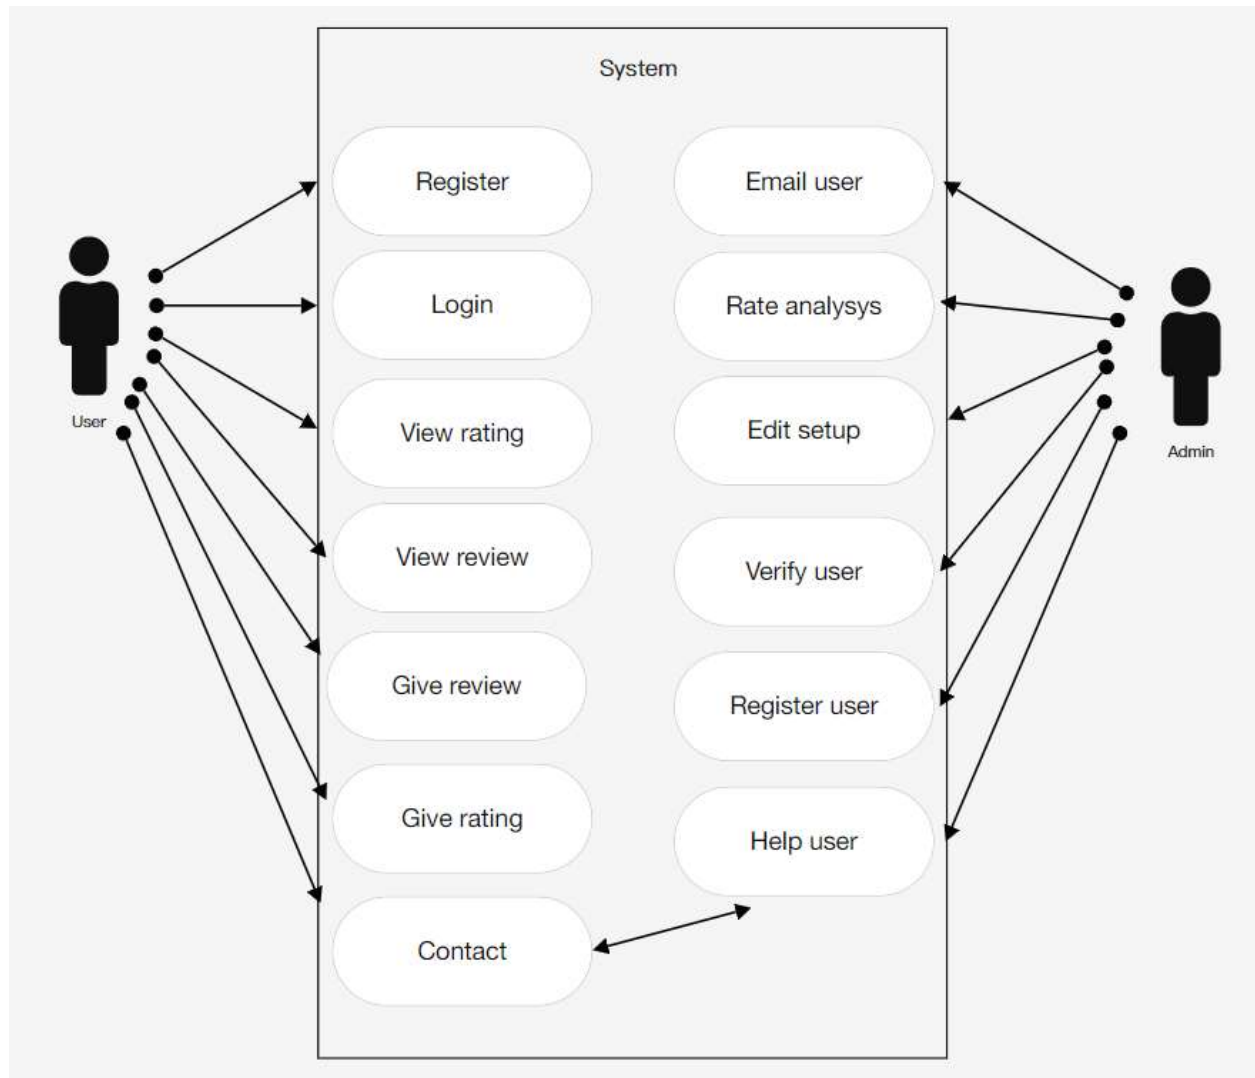 System
Register
Email user
Login
Rate analysys
View rating
Edit setup
User
Admin
View review
Verify user
Give review
Register user
Give rating
Help user
Contact